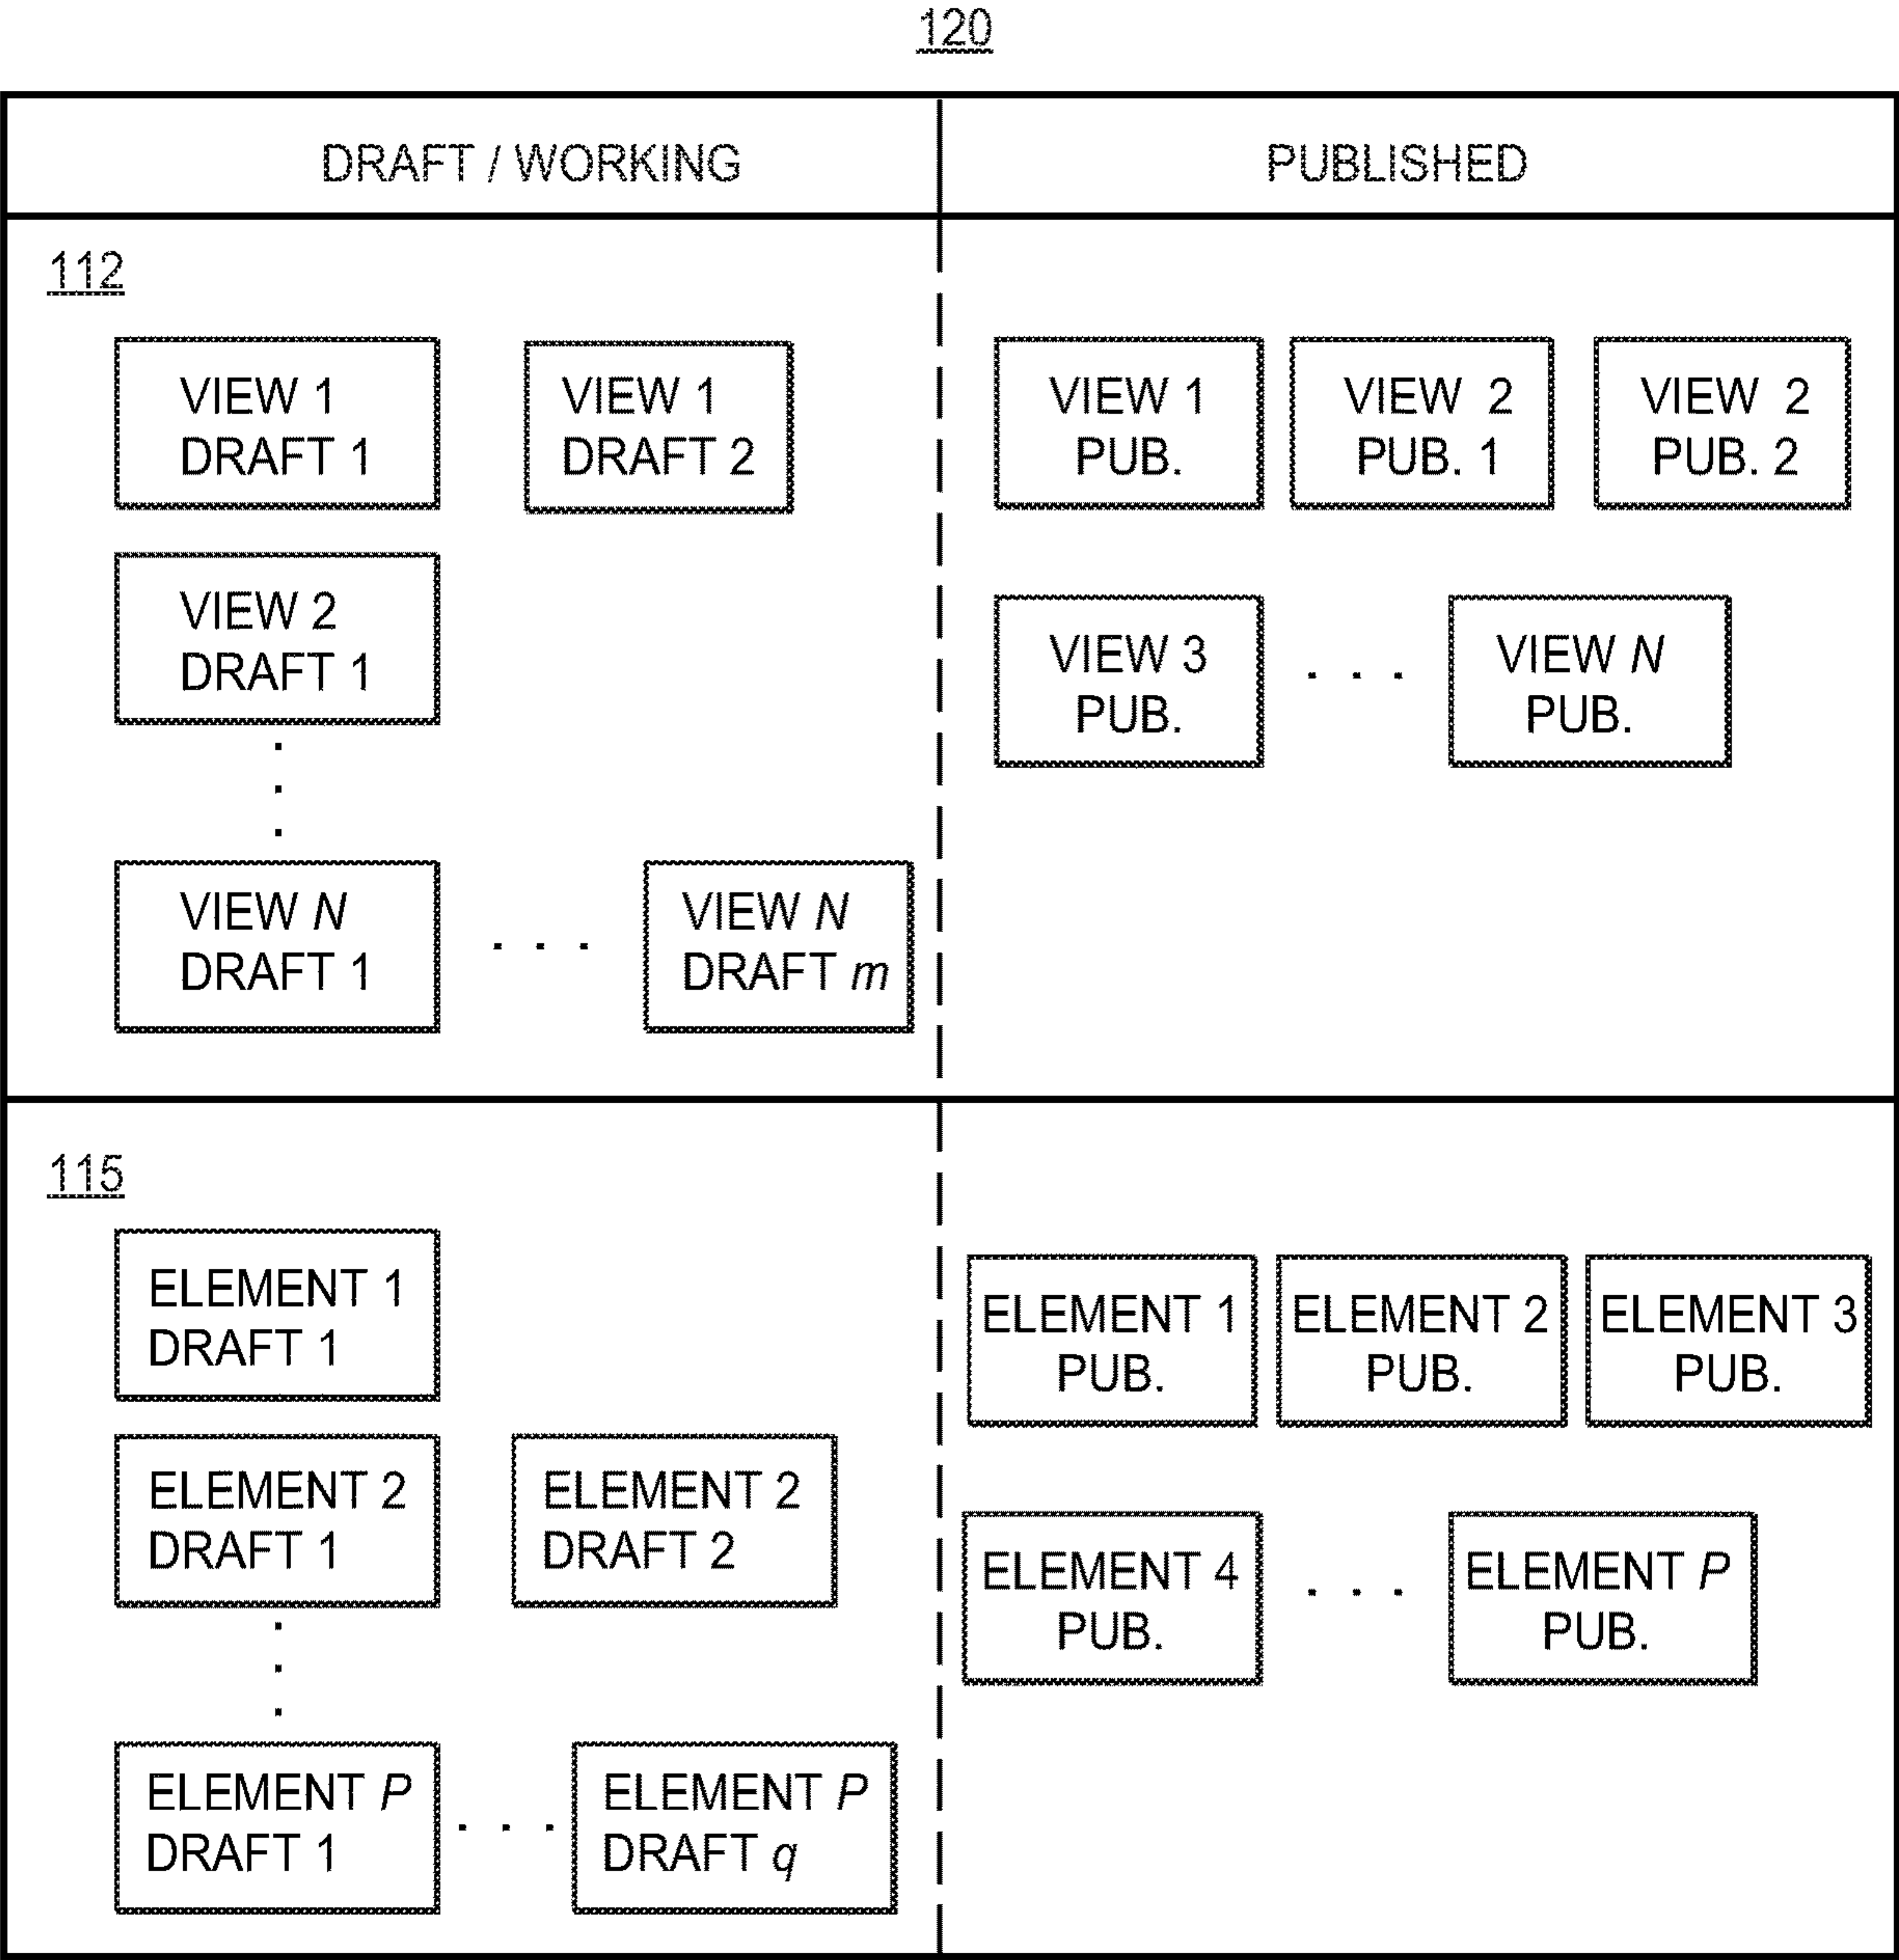 120
DRAFT / WORKING
PUBLISHED
112
VIEW 1
DRAFT 1
VIEW 1
DRAFT 2
VIEW 2
DRAFT 1
VIEW N
DRAFT 1
. . .
VIEW N
DRAFT m
VIEW 1
PUB.
VIEW 2
PUB. 1
VIEW 2
PUB. 2
VIEW 3
PUB.
. . .
VIEW N
PUB.
115
ELEMENT 1
DRAFT 1
ELEMENT 2
DRAFT 1
ELEMENT 2
DRAFT 2
ELEMENT P
DRAFT 1
. . .
ELEMENT P
DRAFT q
ELEMENT 1
PUB.
ELEMENT 2
PUB.
ELEMENT 3
PUB.
ELEMENT 4
PUB.
. . .
ELEMENT P
PUB.